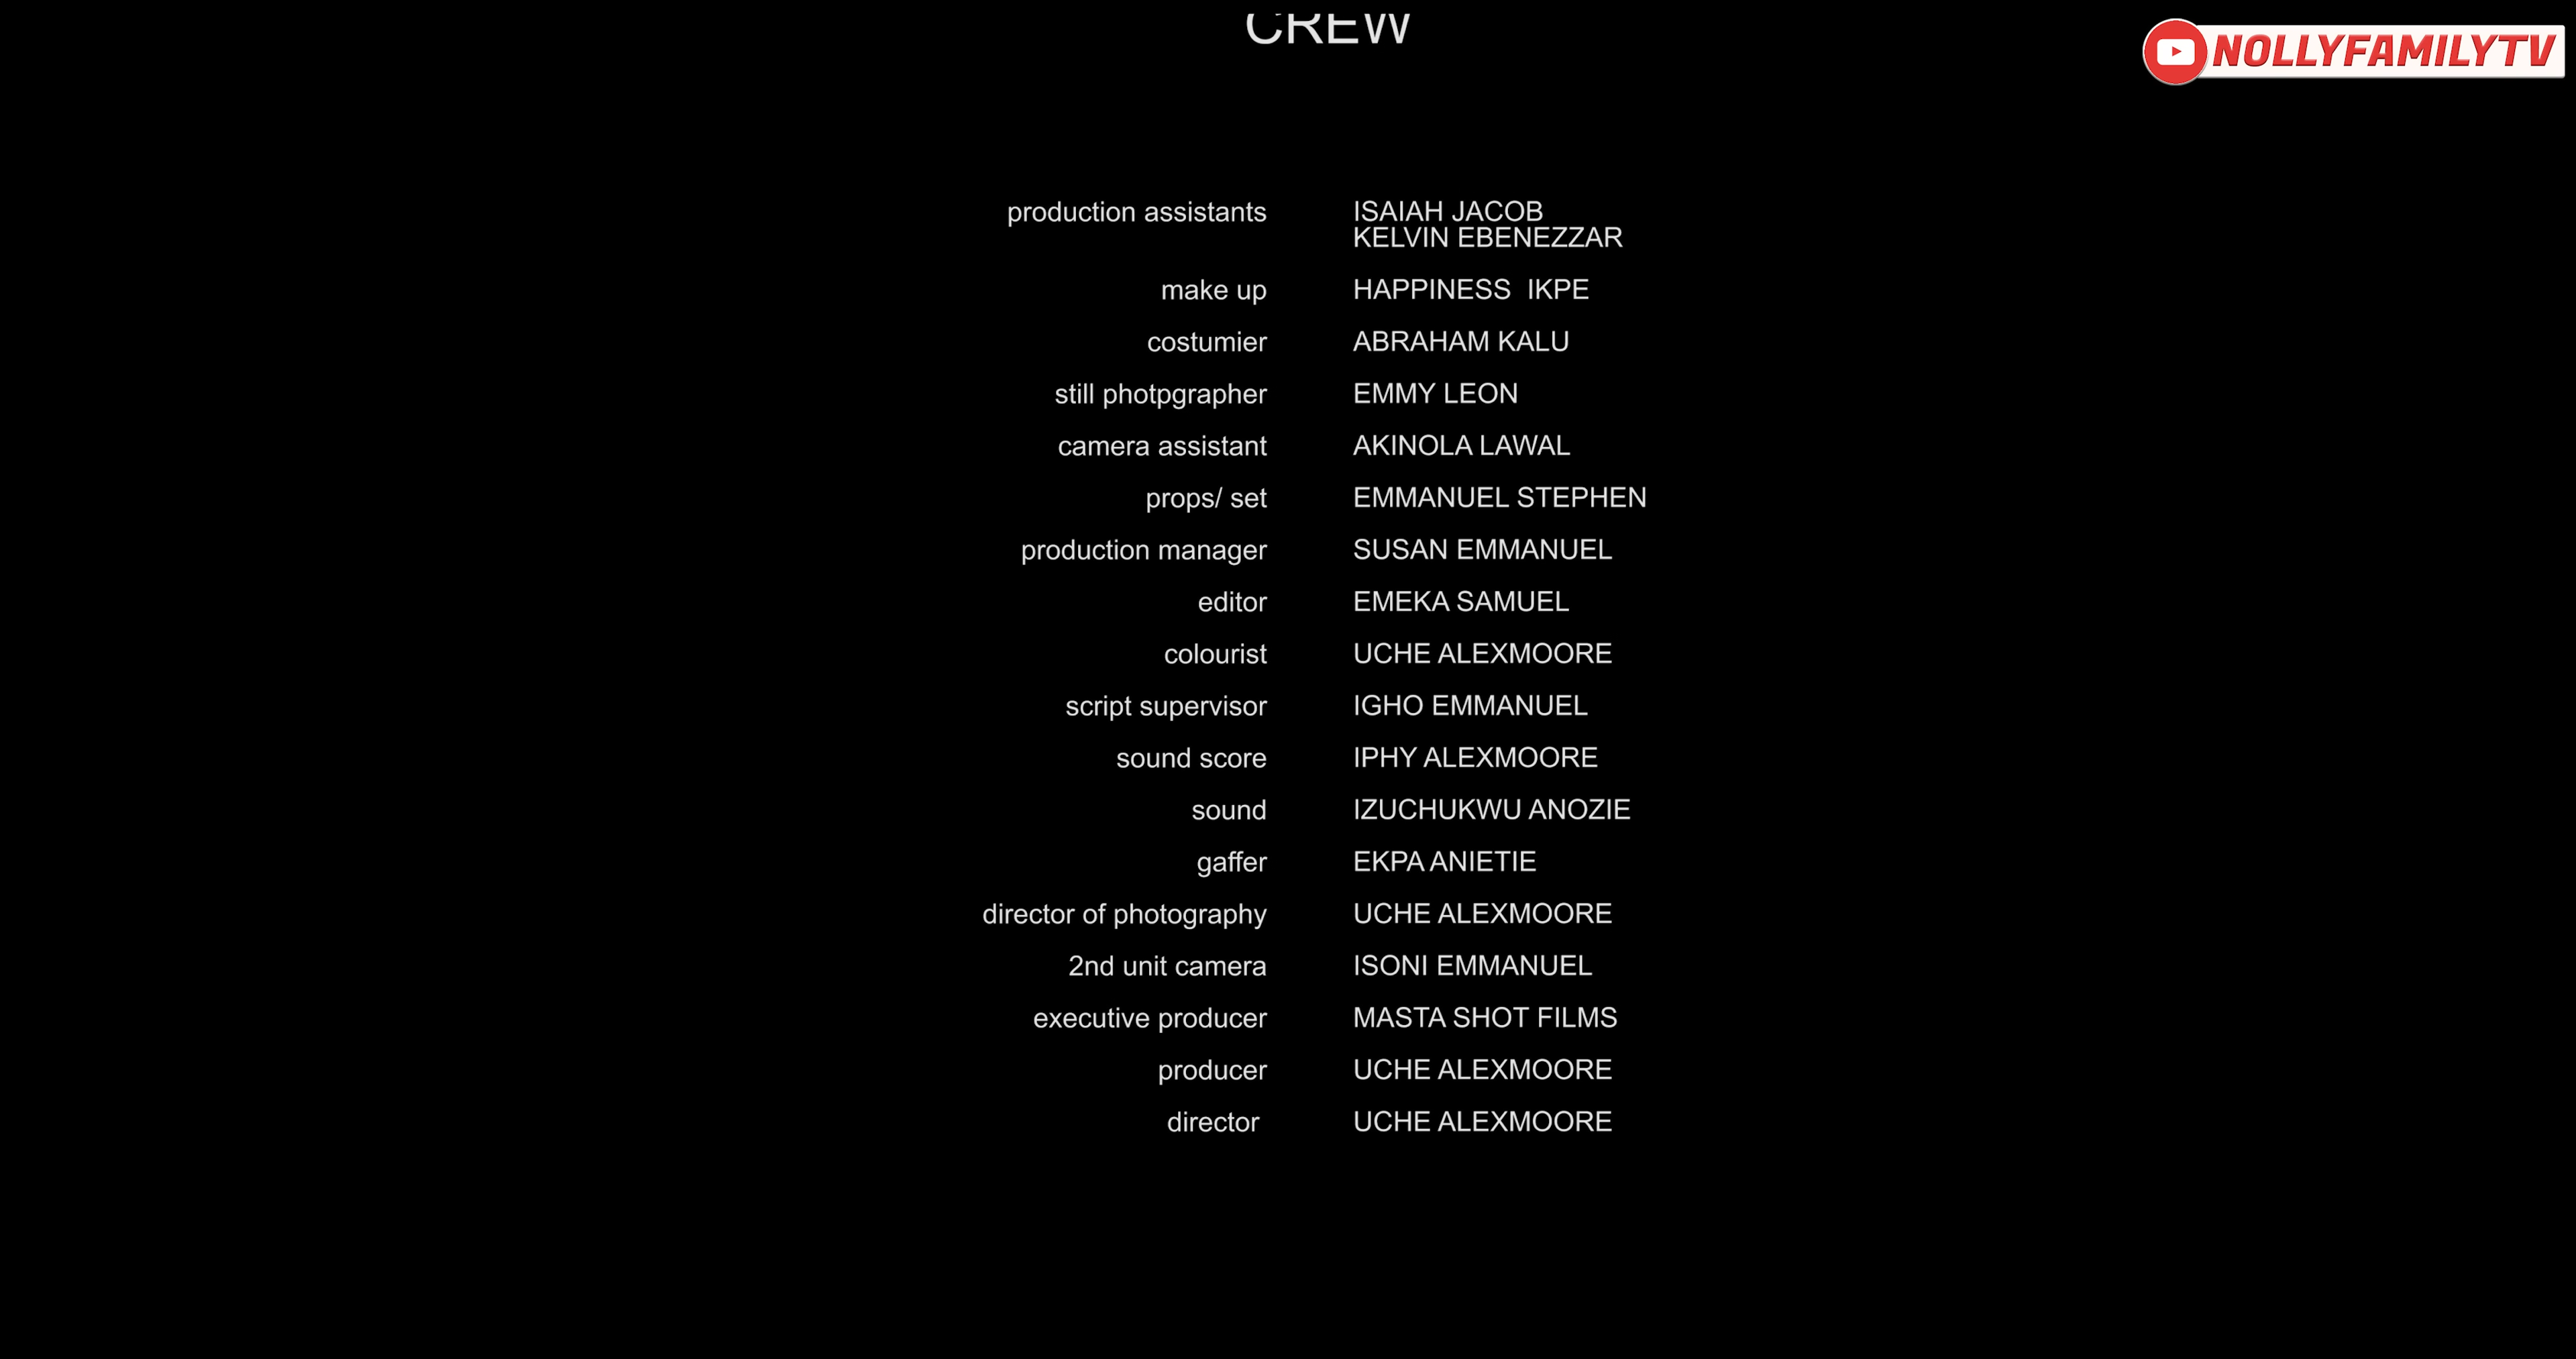 CREW
NOLLYFAMILYTV
production assistants ISAIAH JACOB
KELVIN EBENEZZAR
make up HAPPINESS IKPE
costumier ABRAHAM KALU
still photpgrapher EMMY LEON
camera assistant AKINOLA LAWAL
props/ set EMMANUEL STEPHEN
production manager SUSAN EMMANUEL
editor EMEKA SAMUEL
colourist UCHE ALEXMOORE
script supervisor IGHO EMMANUEL
sound score IPHY ALEXMOORE
sound IZUCHUKWU ANOZIE
gaffer EKPA ANIETIE
director of photography UCHE ALEXMOORE
2nd unit camera ISONI EMMANUEL
executive producer MASTA SHOT FILMS
producer UCHE ALEXMOORE
director UCHE ALEXMOORE